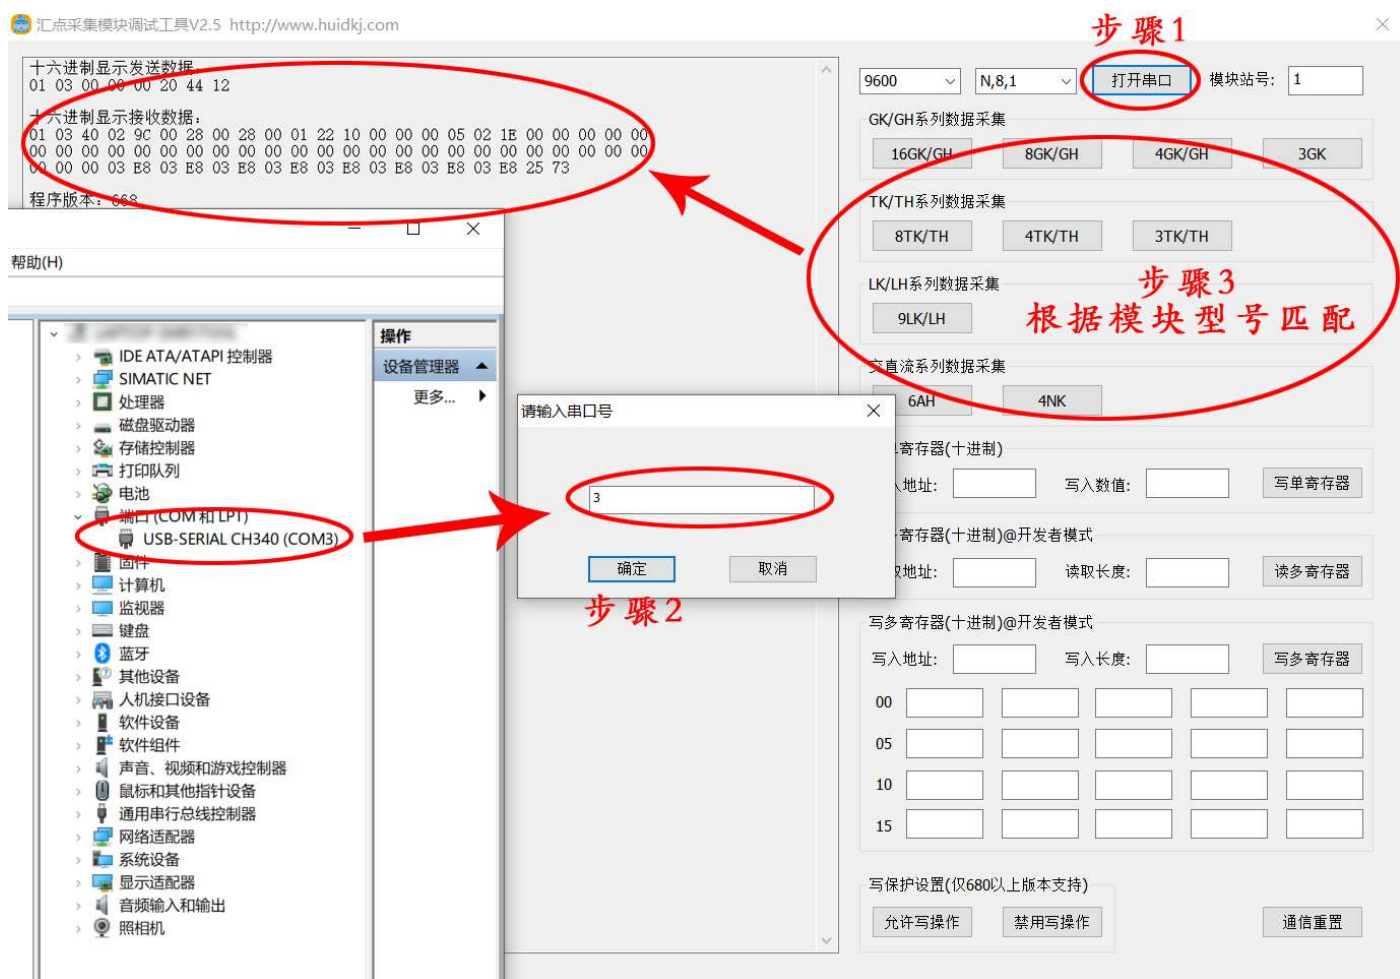 汇点采集模块调试工具V2.5 http://www.huidkj.com
步骤1
十六进制显示发送数据:
01 03 00 00 00 20 44 12
十六进制显示接收数据:
01 03 40 02 9C 00 28 00 28 00 01 22 10 00 00 00 05 02 1E 00 00 00 00 00
00 00 00 00 00 00 00 00 00 00 00 00 00 00 00 00 00 00 00 00 00 00 00 00
00 00 00 03 E8 03 E8 03 E8 03 E8 03 E8 03 E8 03 E8 03 E8 25 73
程序版本: 668
9600
N,8,1
打开串口
模块站号:
1
GK/GH系列数据采集
16GK/GH
8GK/GH
4GK/GH
3GK
TK/TH系列数据采集
8TK/TH
4TK/TH
3TK/TH
LK/LH系列数据采集
9LK/LH
步骤3
根据模块型号匹配
交直流系列数据采集
6AH
4NK
帮助(H)
IDE ATA/ATAPI 控制器
SIMATIC NET
处理器
磁盘驱动器
存储控制器
打印队列
电池
端口 (COM 和 LPT)
USB-SERIAL CH340 (COM3)
固件
计算机
监视器
键盘
蓝牙
其他设备
人机接口设备
软件设备
软件组件
声音、视频和游戏控制器
鼠标和其他指针设备
通用串行总线控制器
网络适配器
系统设备
显示适配器
音频输入和输出
照相机
操作
设备管理器
更多...
请输入串口号
3
确定
取消
步骤2
寄存器(十进制)
地址:
写入数值:
写单寄存器
寄存器(十进制)@开发者模式
地址:
读取长度:
读多寄存器
写多寄存器(十进制)@开发者模式
写入地址:
写入长度:
写多寄存器
00
05
10
15
写保护设置(仅680以上版本支持)
允许写操作
禁用写操作
通信重置